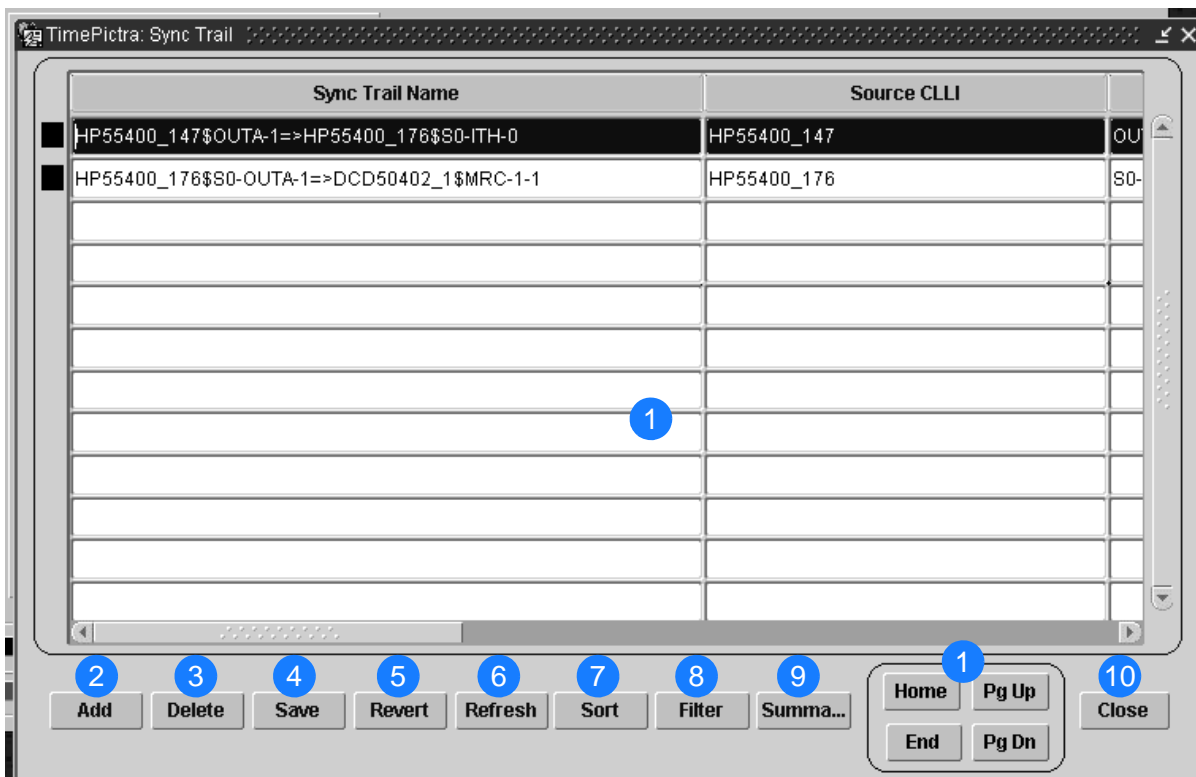 TimePictra: Sync Trail
Sync Trail Name Source CLLI
HP55400_147$OUTA-1=>HP55400_176$S0-ITH-0 HP55400_147 OU
HP55400_176$S0-OUTA-1=>DCD50402_1$MRC-1-1 HP55400_176 S0-
1
2 3 4 5 6 7 8 9 1 10
Add Delete Save Revert Refresh Sort Filter Summa... Home Pg Up Close
End Pg Dn